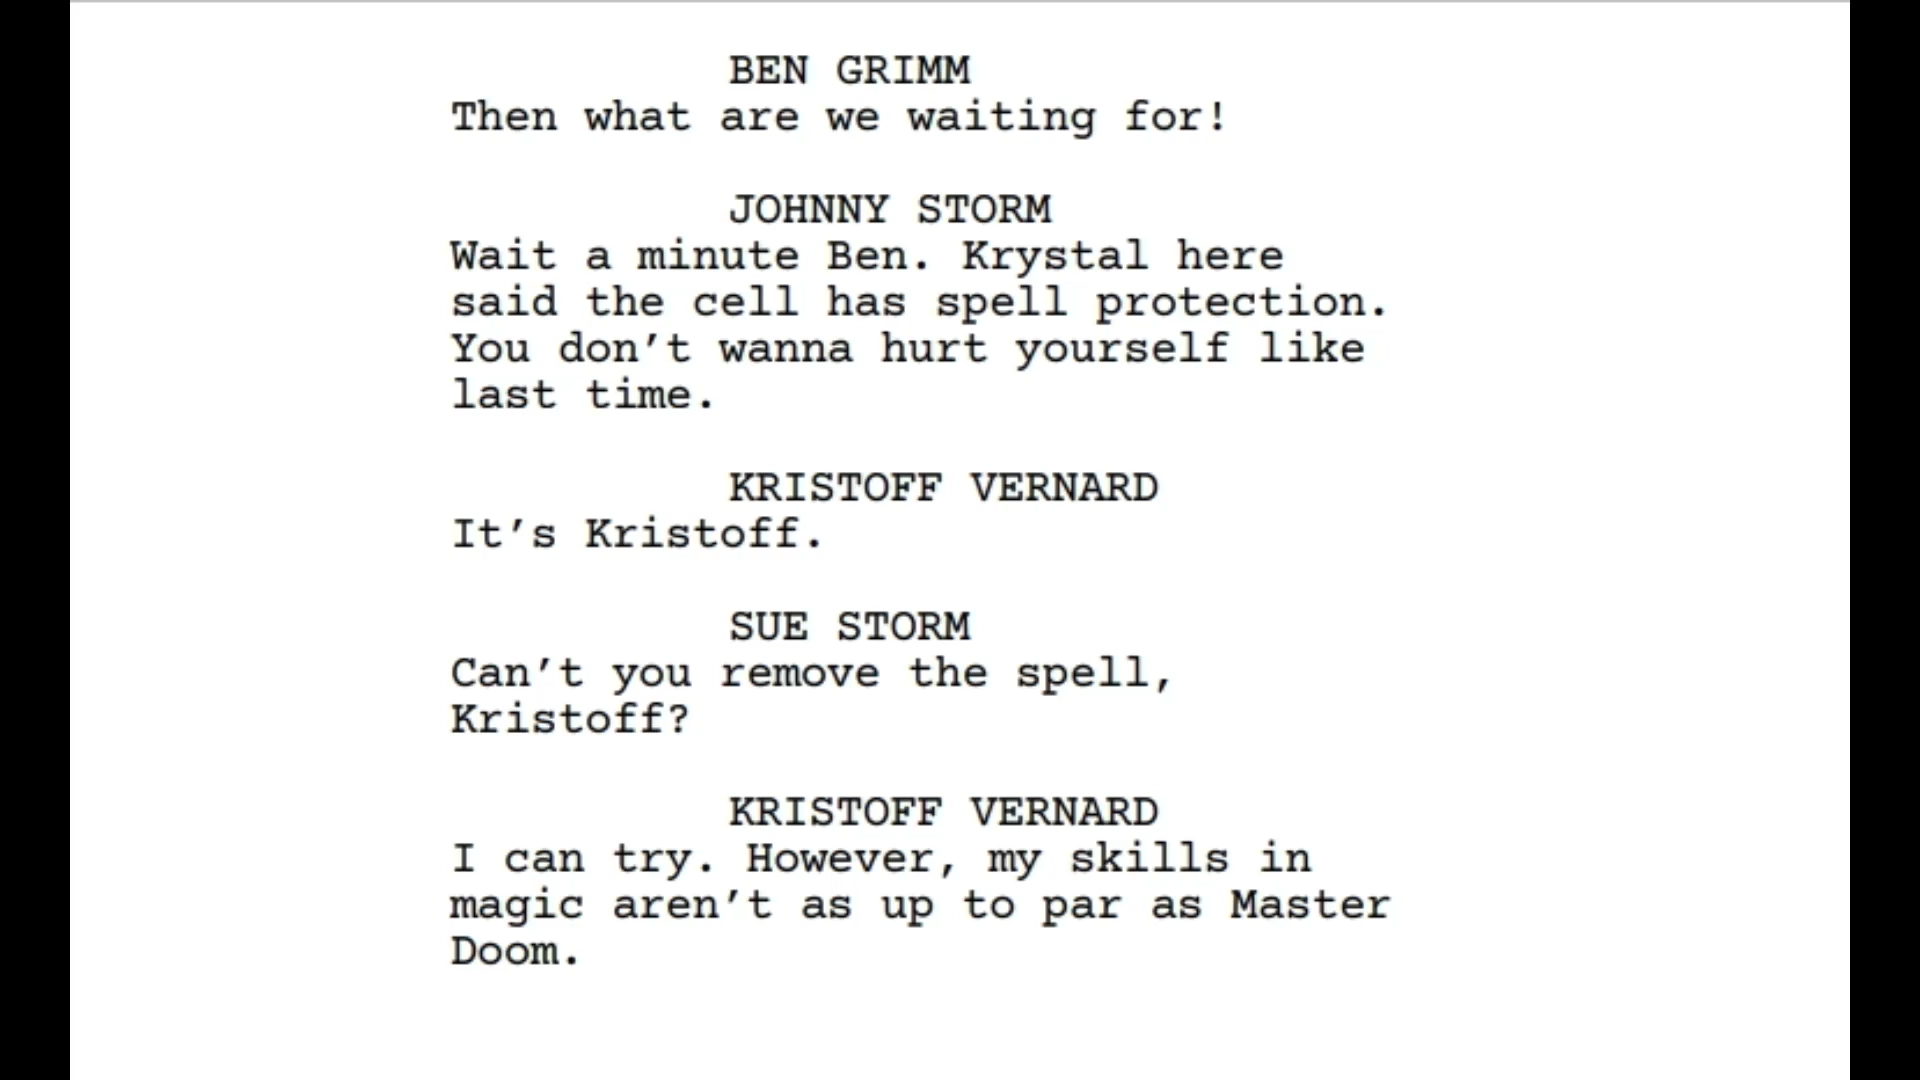 BEN GRIMM
Then what are we waiting for!
JOHNNY STORM
Wait a minute Ben. Krystal here
said the cell has spell protection.
You don’t wanna hurt yourself like
last time.
KRISTOFF VERNARD
It’s Kristoff.
SUE STORM
Can’t you remove the spell,
Kristoff?
KRISTOFF VERNARD
I can try. However, my skills in
magic aren’t as up to par as Master
Doom.